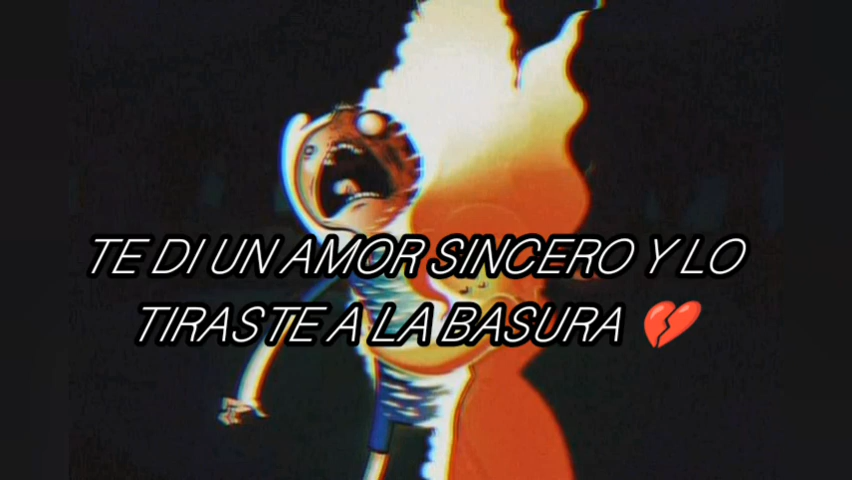 TE DI UN AMOR SINCERO Y LO
TIRASTE A LA BASURA 💔